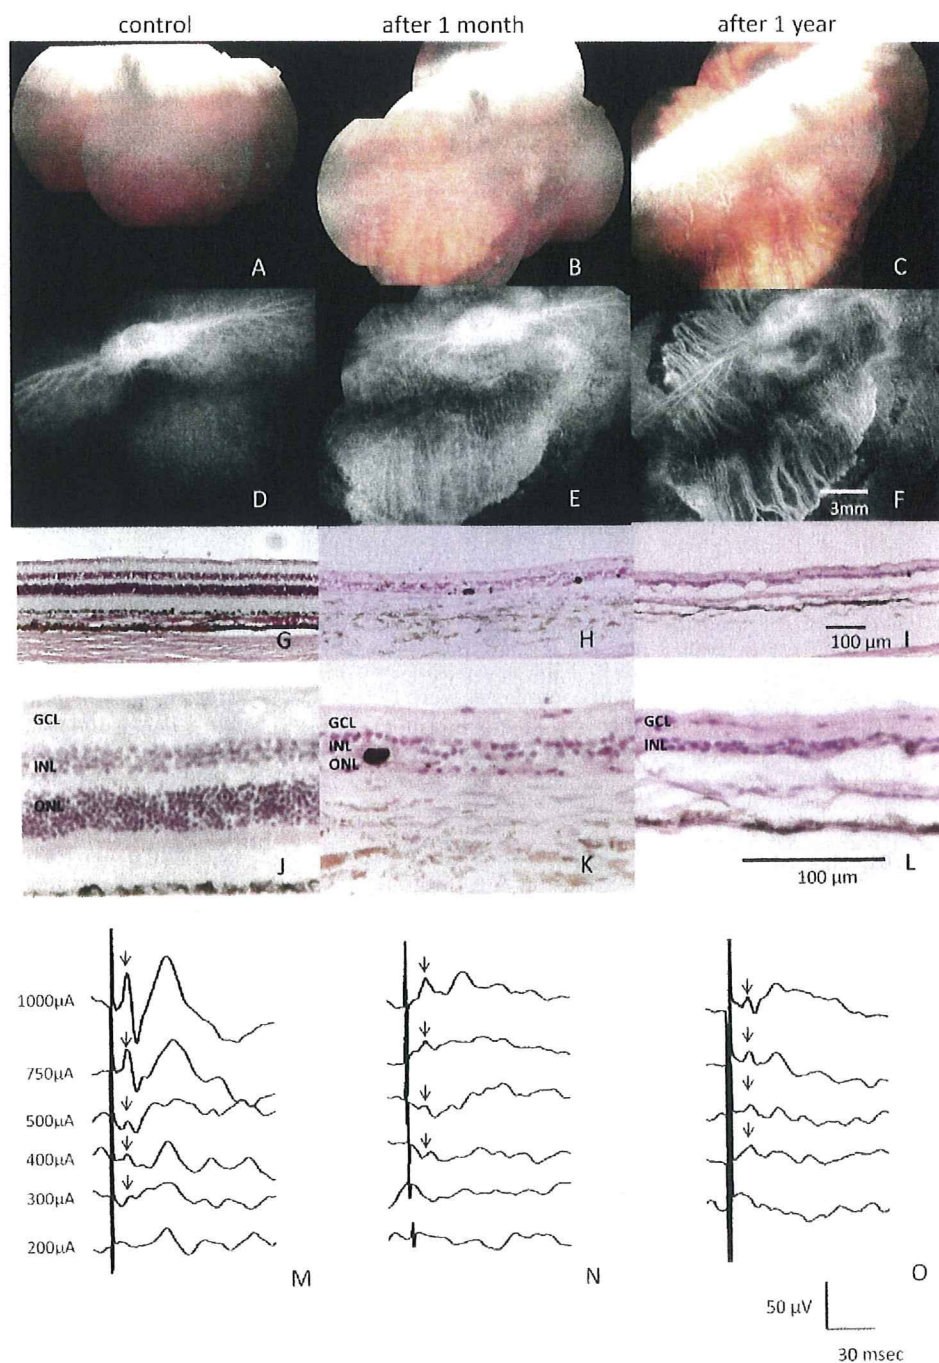 control after 1 month after 1 year
A B C
D E F
3mm
G H I
100 µm
GCL GCL GCL
INL INL INL
ONL ONL
J K L
100 µm
1000µA
750µA
500µA
400µA
300µA
200µA
M N O
50 µV
30 msec